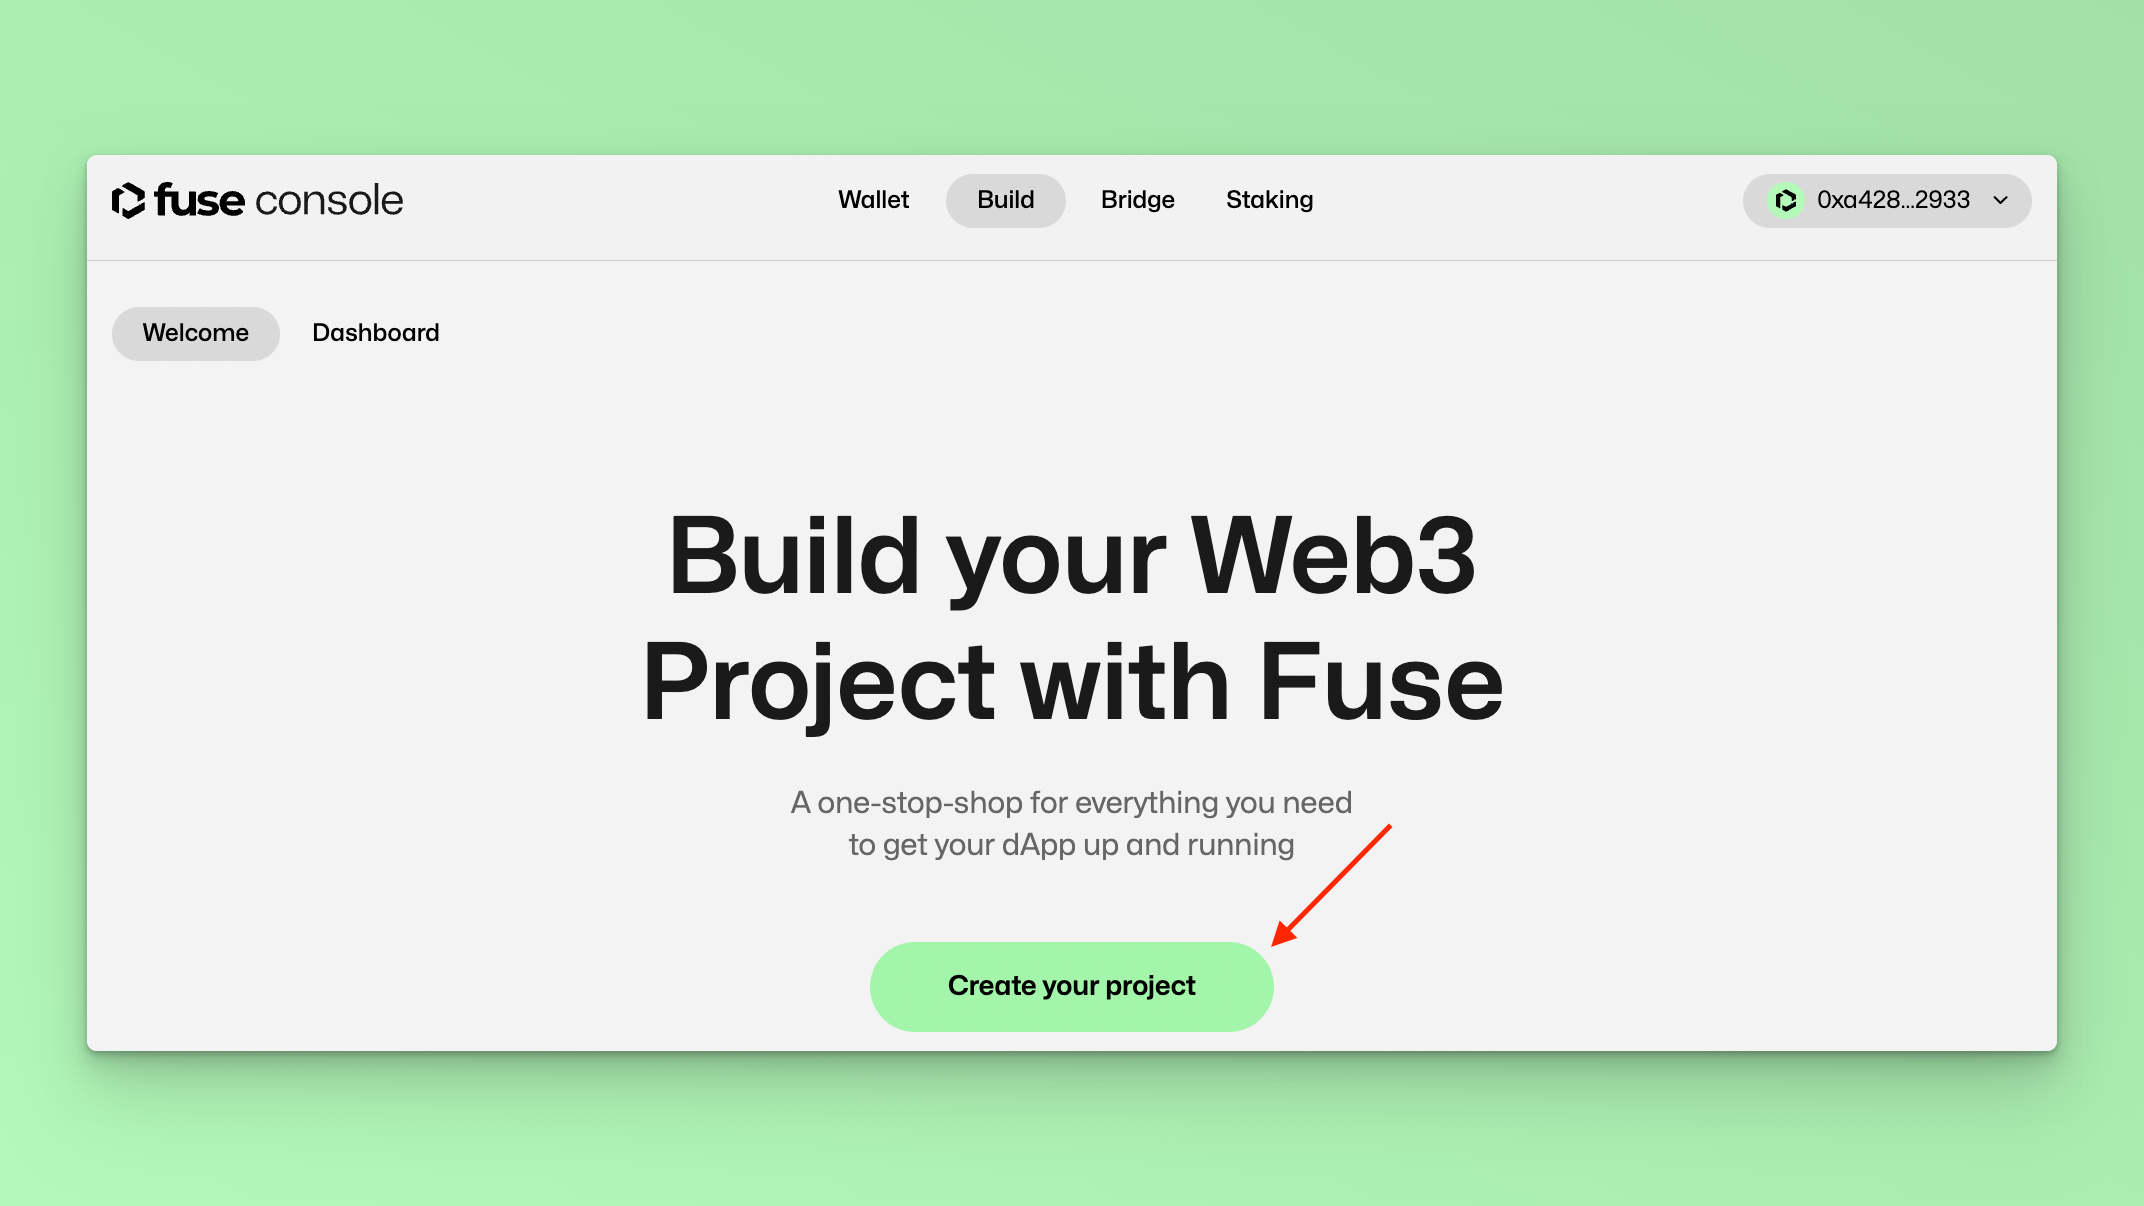 fuse console
Wallet
Build
Bridge
Staking
0xa428...2933
Welcome
Dashboard
Build your Web3
Project with Fuse
A one-stop-shop for everything you need
to get your dApp up and running
Create your project